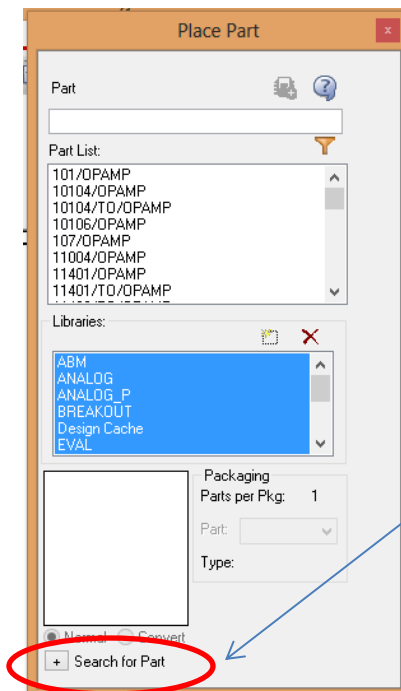 Place Part
x
Part
Part List:
101/OPAMP
10104/OPAMP
10104/TO/OPAMP
10106/OPAMP
107/OPAMP
11004/OPAMP
11401/OPAMP
11401/TO/OPAMP
Libraries:
ABM
ANALOG
ANALOG_P
BREAKOUT
Design Cache
EVAL
Packaging
Parts per Pkg: 1
Part:
Type:
Normal Convert
+ Search for Part